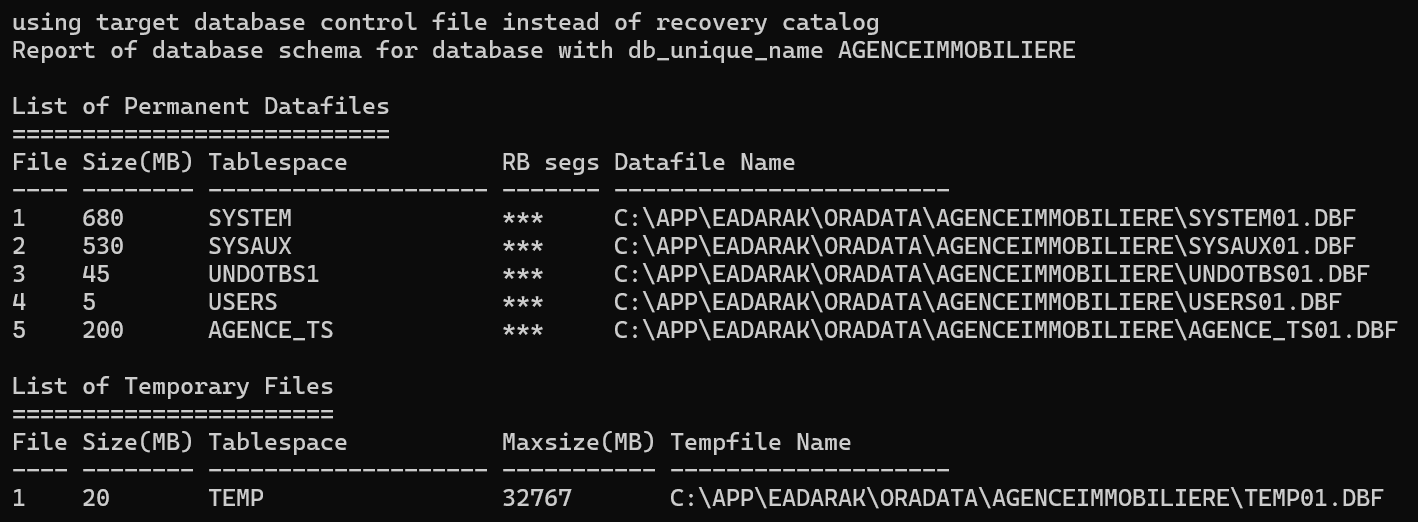 using target database control file instead of recovery catalog
Report of database schema for database with db_unique_name AGENCEIMMOBILIERE
List of Permanent Datafiles
===========================
File Size(MB) Tablespace           RB segs Datafile Name
---- -------- -------------------- ------- ------------------------
1    680      SYSTEM               ***     C:\APP\EADARAK\ORADATA\AGENCEIMMOBILIERE\SYSTEM01.DBF
2    530      SYSAUX               ***     C:\APP\EADARAK\ORADATA\AGENCEIMMOBILIERE\SYSAUX01.DBF
3    45       UNDOTBS1             ***     C:\APP\EADARAK\ORADATA\AGENCEIMMOBILIERE\UNDOTBS01.DBF
4    5        USERS                ***     C:\APP\EADARAK\ORADATA\AGENCEIMMOBILIERE\USERS01.DBF
5    200      AGENCE_TS            ***     C:\APP\EADARAK\ORADATA\AGENCEIMMOBILIERE\AGENCE_TS01.DBF
List of Temporary Files
=======================
File Size(MB) Tablespace           Maxsize(MB) Tempfile Name
---- -------- -------------------- ----------- --------------------
1    20       TEMP                 32767       C:\APP\EADARAK\ORADATA\AGENCEIMMOBILIERE\TEMP01.DBF